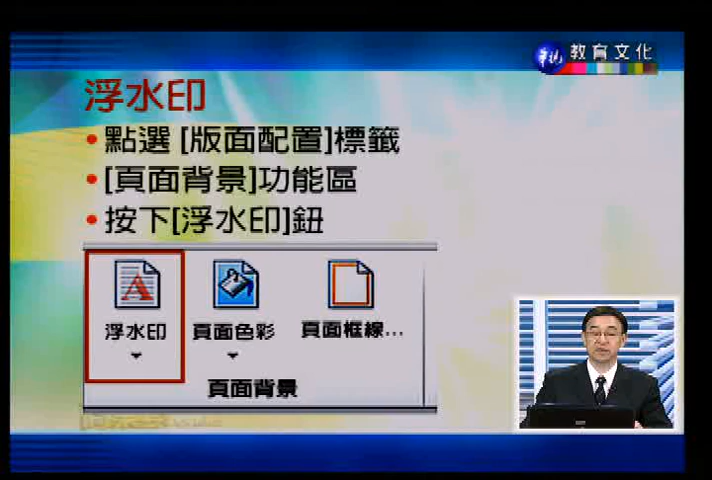 華視 教育文化
浮水印
•點選 [版面配置]標籤
•[頁面背景]功能區
•按下[浮水印]鈕
浮水印 頁面色彩 頁面框線...
頁面背景